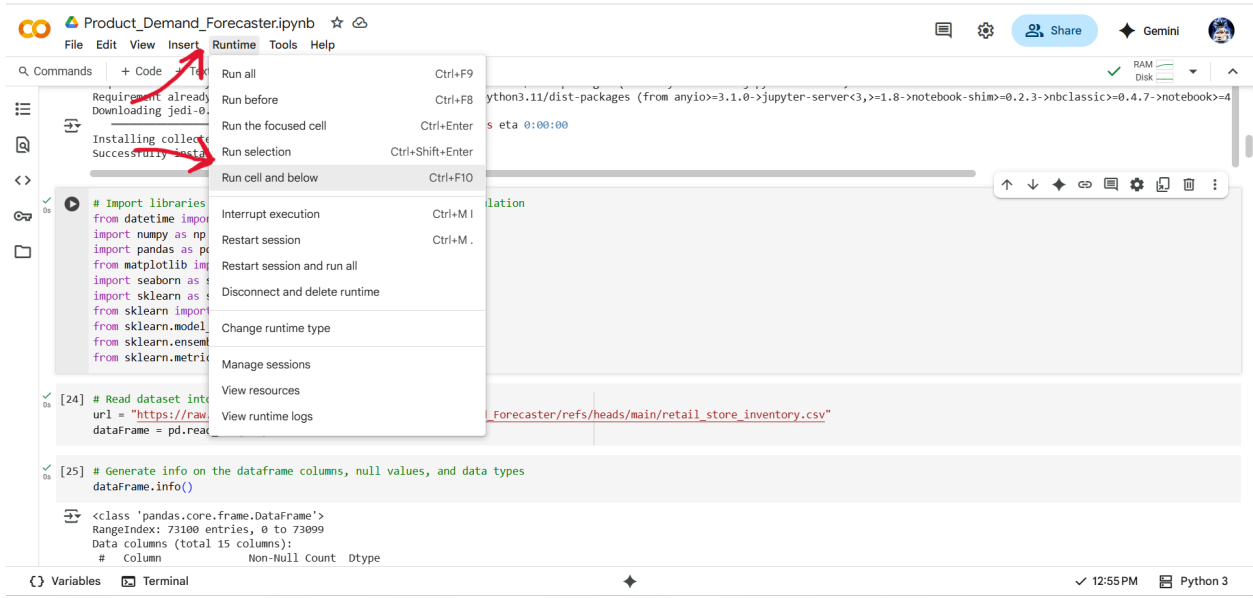 Product_Demand_Forecaster.ipynb
File Edit View Insert Runtime Tools Help
Share
Gemini
Commands + Code + Text
RAM
Disk
Run all Ctrl+F9
Run before Ctrl+F8
Run the focused cell Ctrl+Enter
Run selection Ctrl+Shift+Enter
Run cell and below Ctrl+F10
Interrupt execution Ctrl+M I
Restart session Ctrl+M .
Restart session and run all
Disconnect and delete runtime
Change runtime type
Manage sessions
View resources
View runtime logs
Requirement already ython3.11/dist-packages (from anyio>=3.1.0->jupyter-server<3,>=1.8->notebook-shim>=0.2.3->nbclassic>=0.4.7->notebook>=4
Downloading jedi-0.
s eta 0:00:00
Installing collecte
Successfully insta
0s
# Import libraries lation
from datetime impor
import numpy as np
import pandas as pd
from matplotlib imp
import seaborn as s
import sklearn as s
from sklearn import
from sklearn.model_
from sklearn.ensemb
from sklearn.metric
0s
[24] # Read dataset into
url = "https://raw. l_Forecaster/refs/heads/main/retail_store_inventory.csv"
dataFrame = pd.read_
0s
[25] # Generate info on the dataframe columns, null values, and data types
dataFrame.info()
<class 'pandas.core.frame.DataFrame'>
RangeIndex: 73100 entries, 0 to 73099
Data columns (total 15 columns):
# Column Non-Null Count Dtype
{} Variables Terminal
12:55 PM Python 3